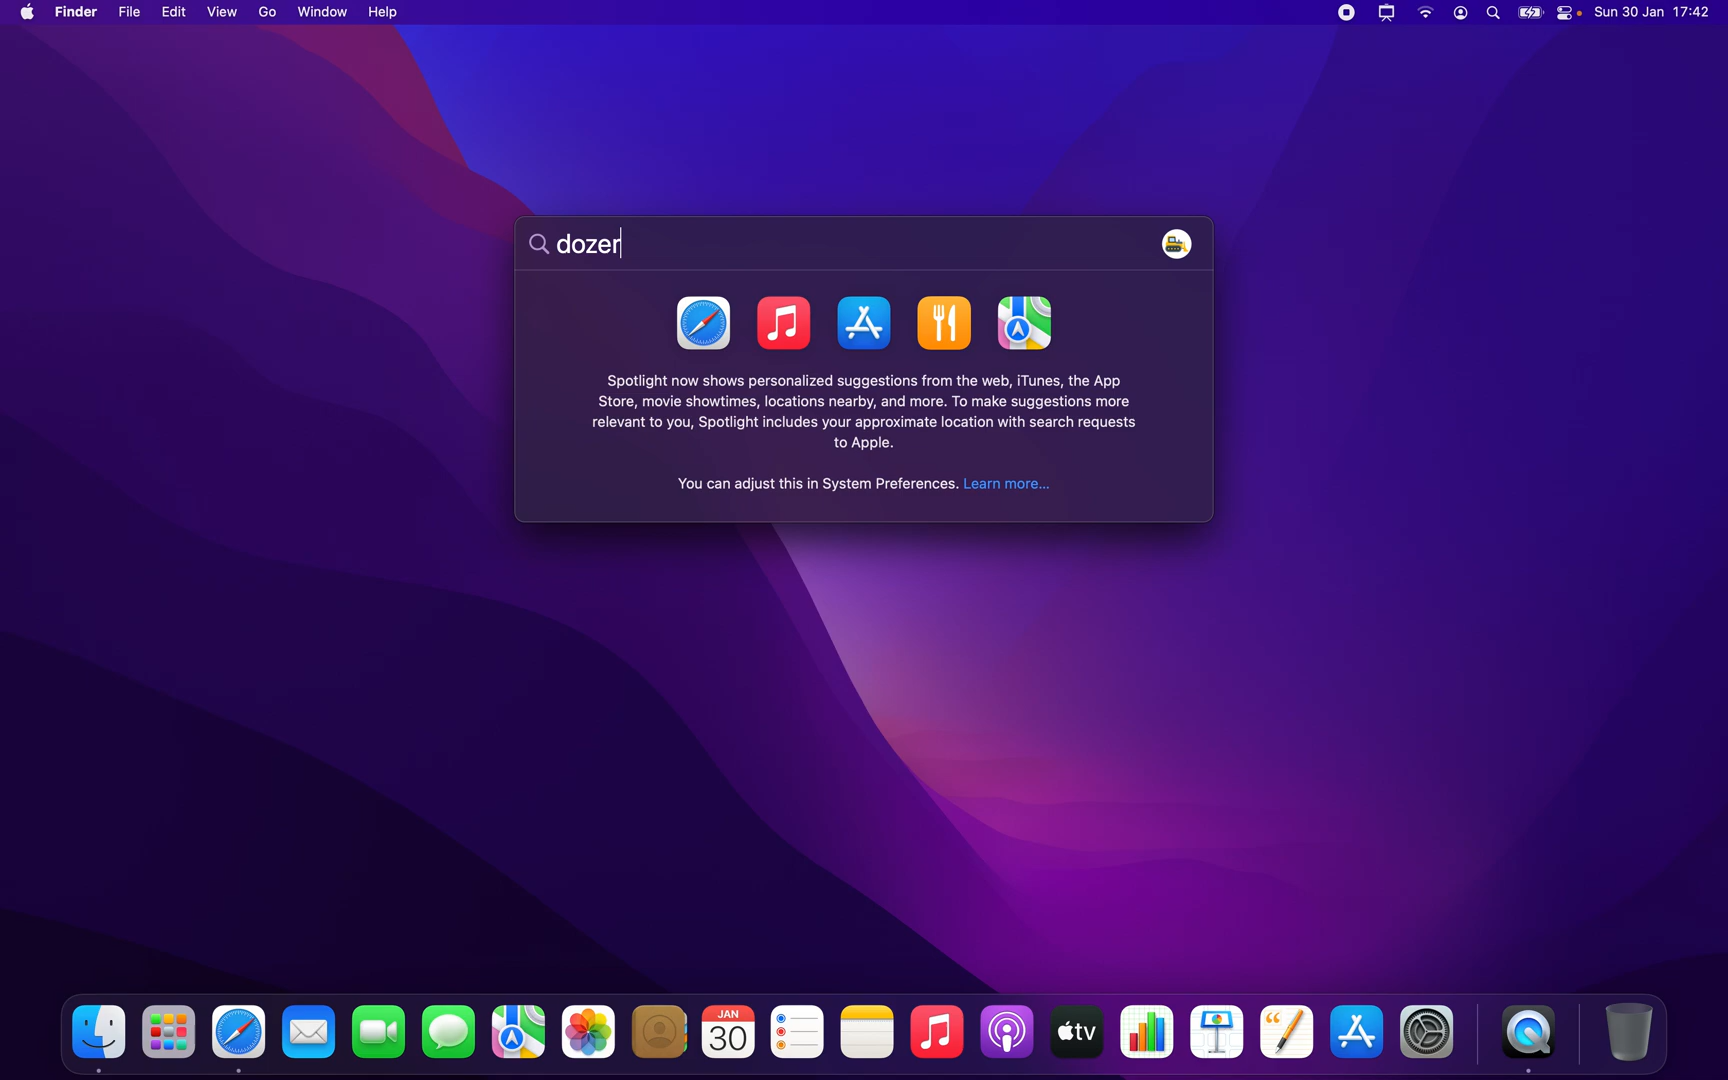 Finder File Edit View Go Window Help Sun 30 Jan 17:42
dozer
Spotlight now shows personalized suggestions from the web, iTunes, the App
Store, movie showtimes, locations nearby, and more. To make suggestions more
relevant to you, Spotlight includes your approximate location with search requests
to Apple.
You can adjust this in System Preferences. Learn more...
JAN
30
tv